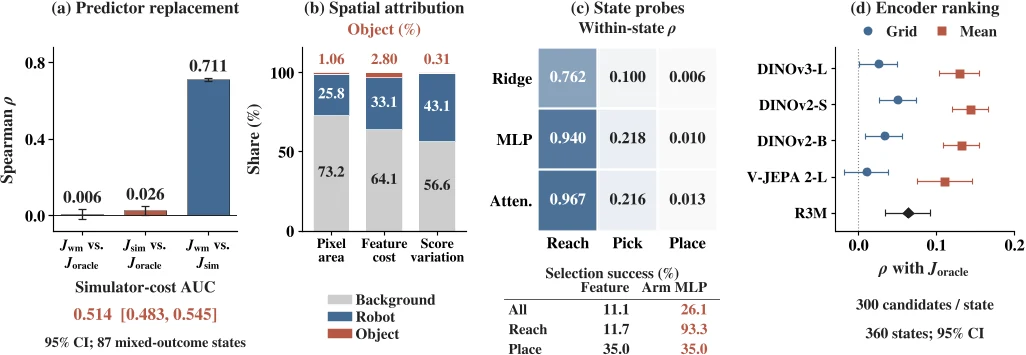 (a) Predictor replacement
Spearman ρ
0.8
0.4
0.0
0.006
0.026
0.711
Jwm vs. Joracle
Jsim vs. Joracle
Jwm vs. Jsim
Simulator-cost AUC
0.514 [0.483, 0.545]
95% CI; 87 mixed-outcome states
(b) Spatial attribution
Object (%)
1.06 2.80 0.31
Share (%)
100
50
0
25.8 33.1 43.1
73.2 64.1 56.6
Pixel area
Feature cost
Score variation
Background
Robot
Object
(c) State probes
Within-state ρ
Ridge 0.762 0.100 0.006
MLP 0.940 0.218 0.010
Atten. 0.967 0.216 0.013
Reach Pick Place
Selection success (%)
Feature Arm MLP
All 11.1 26.1
Reach 11.7 93.3
Place 35.0 35.0
(d) Encoder ranking
Grid Mean
DINOv3-L
DINOv2-S
DINOv2-B
V-JEPA 2-L
R3M
0.0 0.1 0.2
ρ with Joracle
300 candidates / state
360 states; 95% CI